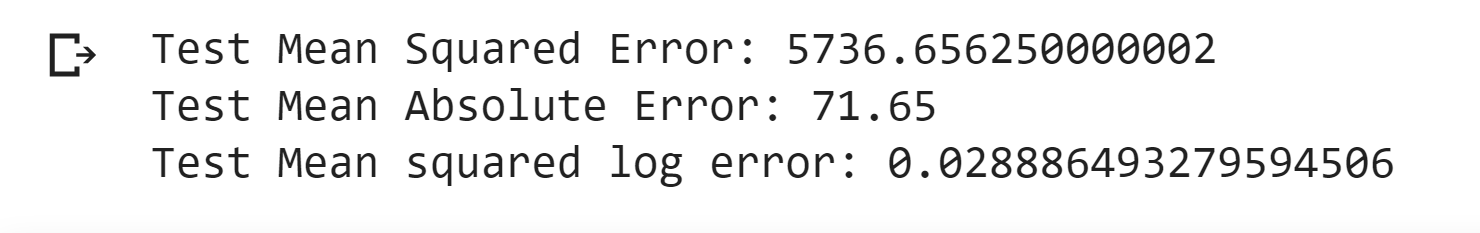 Test Mean Squared Error: 5736.656250000002
Test Mean Absolute Error: 71.65
Test Mean squared log error: 0.028886493279594506